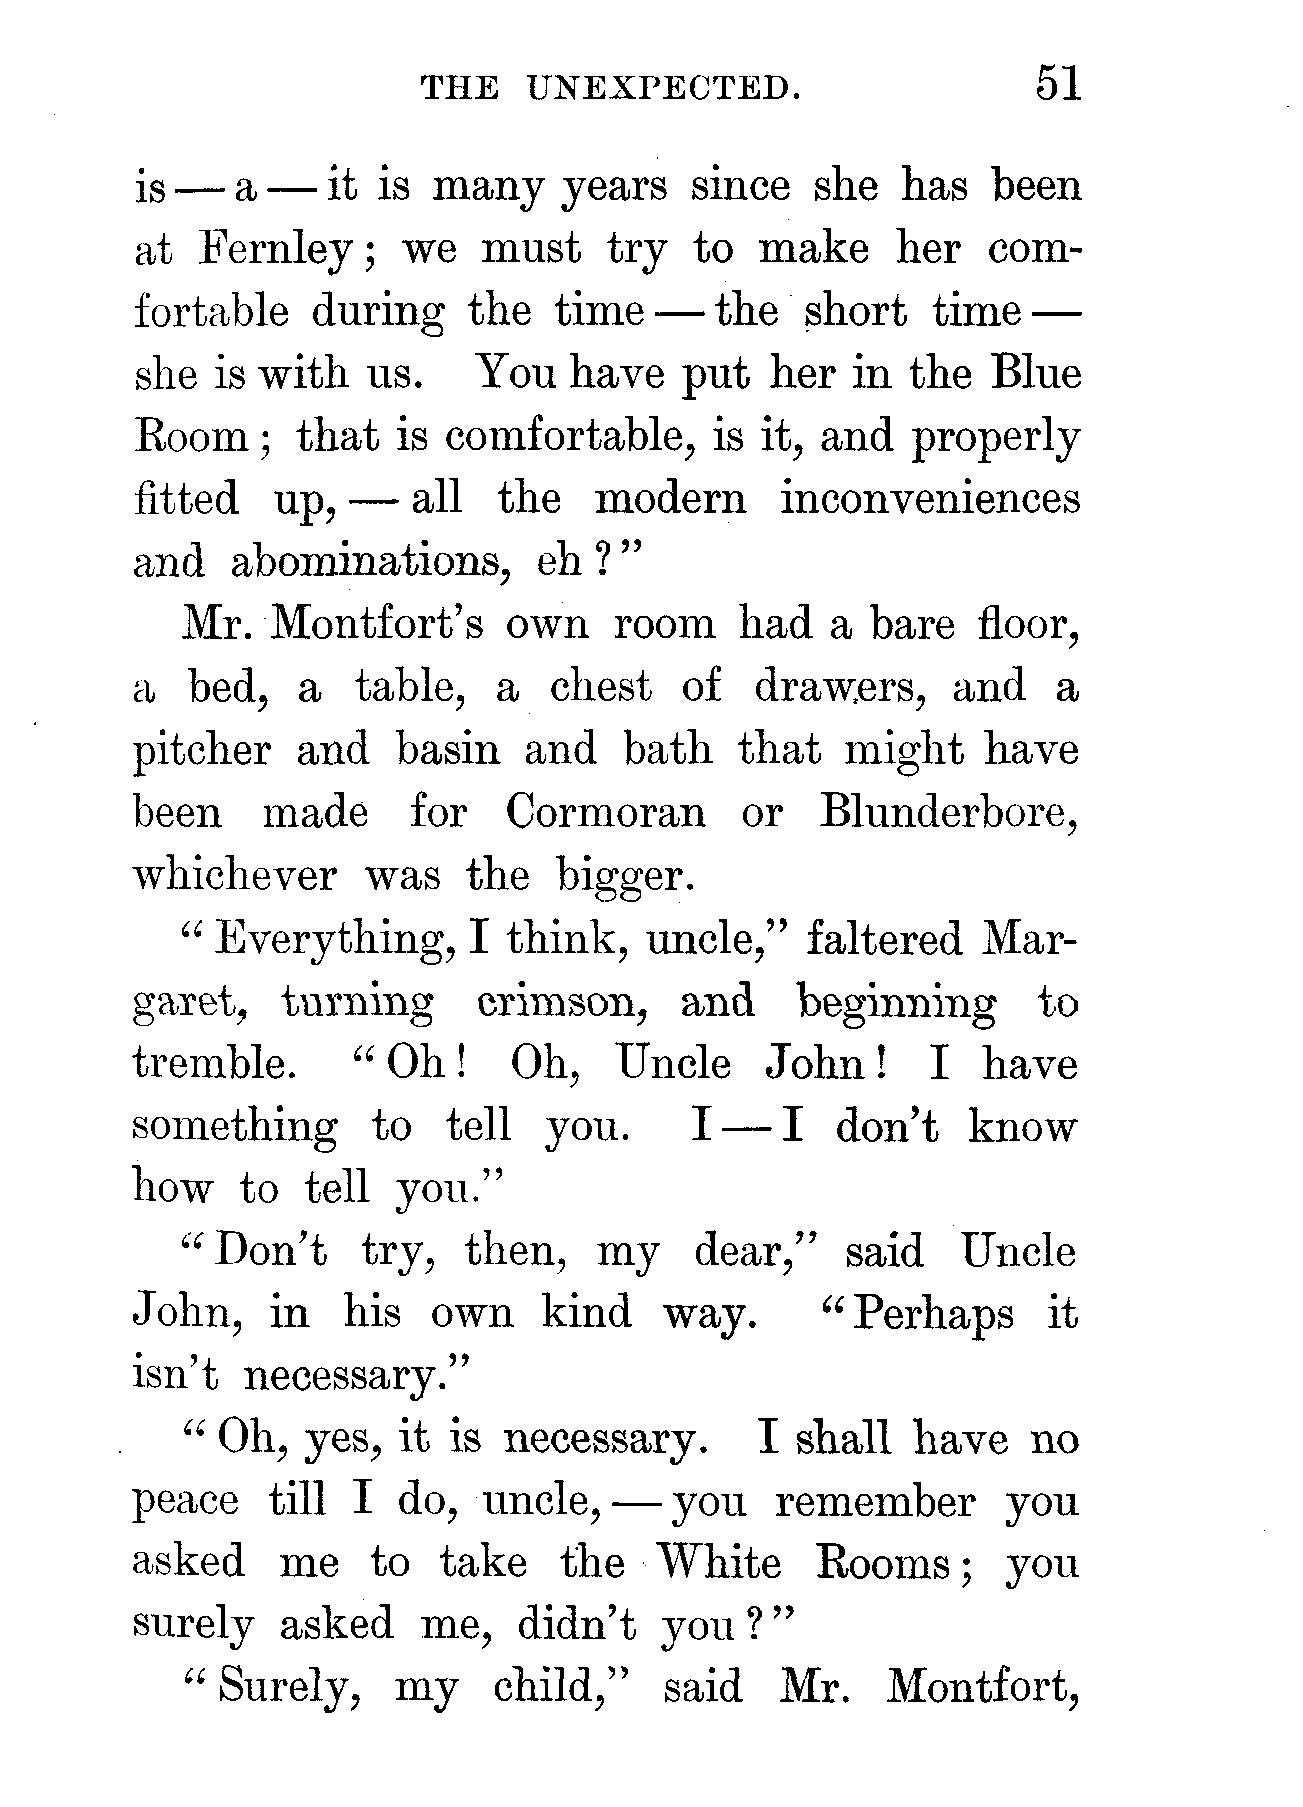 THE UNEXPECTED. 51
is — a — it is many years since she has been
at Fernley; we must try to make her com-
fortable during the time — the short time —
she is with us. You have put her in the Blue
Room; that is comfortable, is it, and properly
fitted up, — all the modern inconveniences
and abominations, eh?"
Mr. Montfort's own room had a bare floor,
a bed, a table, a chest of drawers, and a
pitcher and basin and bath that might have
been made for Cormoran or Blunderbore,
whichever was the bigger.
"Everything, I think, uncle," faltered Mar-
garet, turning crimson, and beginning to
tremble. "Oh! Oh, Uncle John! I have
something to tell you. I — I don't know
how to tell you."
"Don't try, then, my dear," said Uncle
John, in his own kind way. "Perhaps it
isn't necessary."
"Oh, yes, it is necessary. I shall have no
peace till I do, uncle, — you remember you
asked me to take the White Rooms; you
surely asked me, didn't you?"
"Surely, my child," said Mr. Montfort,